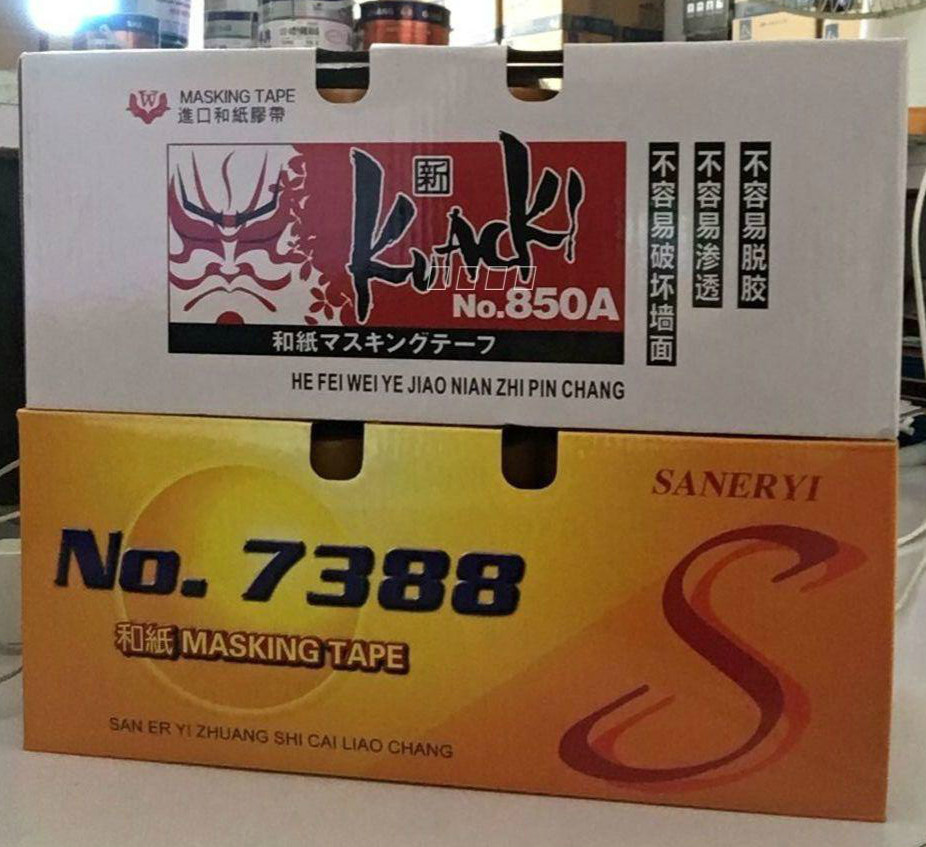 W
MASKING TAPE
進口和紙膠帶
新
KUACKI
No.850A
和紙マスキングテーフ
HE FEI WEI YE JIAO NIAN ZHI PIN CHANG
不容易脱胶
不容易渗透
不容易破坏墙面
SANERYI
No. 7388
和紙 MASKING TAPE
SAN ER YI ZHUANG SHI CAI LIAO CHANG
S